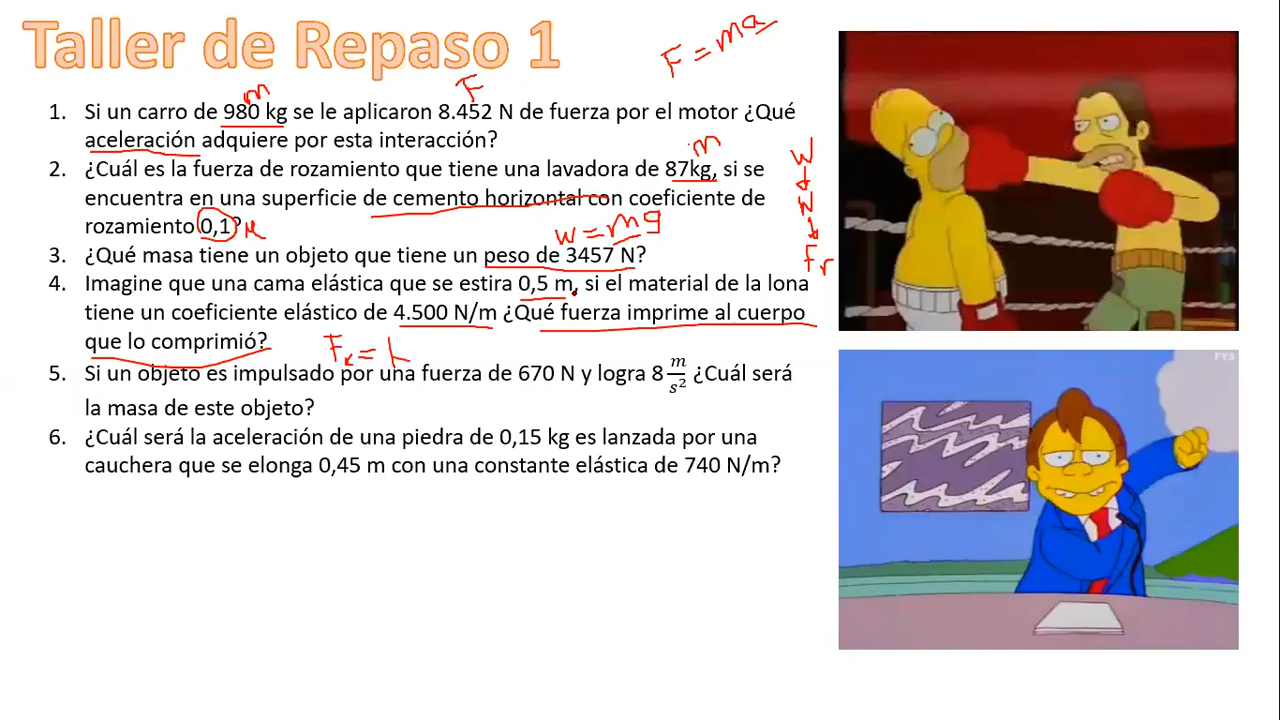 Taller de Repaso 1
F = ma
m F
1. Si un carro de 980 kg se le aplicaron 8.452 N de fuerza por el motor ¿Qué
aceleración adquiere por esta interacción?
m
2. ¿Cuál es la fuerza de rozamiento que tiene una lavadora de 87kg, si se
encuentra en una superficie de cemento horizontal con coeficiente de
rozamiento 0,1? μ
W
N
Fr
w = mg
3. ¿Qué masa tiene un objeto que tiene un peso de 3457 N?
4. Imagine que una cama elástica que se estira 0,5 m, si el material de la lona
tiene un coeficiente elástico de 4.500 N/m ¿Qué fuerza imprime al cuerpo
que lo comprimió?
5. Si un objeto es impulsado por una fuerza de 670 N y logra 8 m/s² ¿Cuál será
la masa de este objeto?
6. ¿Cuál será la aceleración de una piedra de 0,15 kg es lanzada por una
cauchera que se elonga 0,45 m con una constante elástica de 740 N/m?